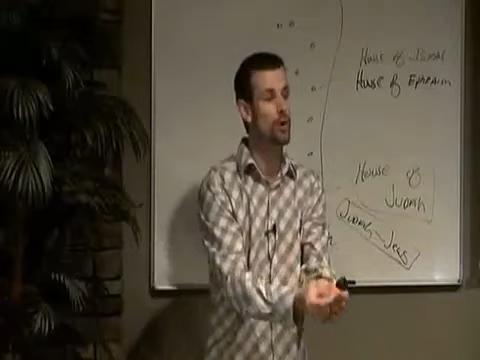 House of Israel
House of Ephraim
House of
Judah
Judah - Jews